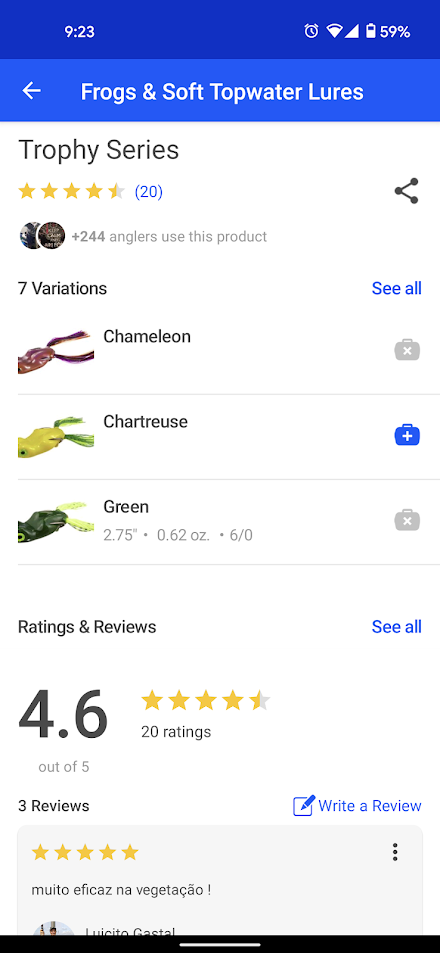 9:23
59%
Frogs & Soft Topwater Lures
Trophy Series
(20)
+244 anglers use this product
7 Variations
See all
Chameleon
Chartreuse
Green
2.75" • 0.62 oz. • 6/0
Ratings & Reviews
See all
4.6
20 ratings
out of 5
3 Reviews
Write a Review
muito eficaz na vegetação !
Luicito Gastal